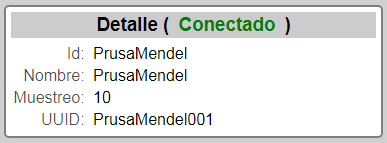 Detalle ( Conectado )
Id: PrusaMendel
Nombre: PrusaMendel
Muestreo: 10
UUID: PrusaMendel001